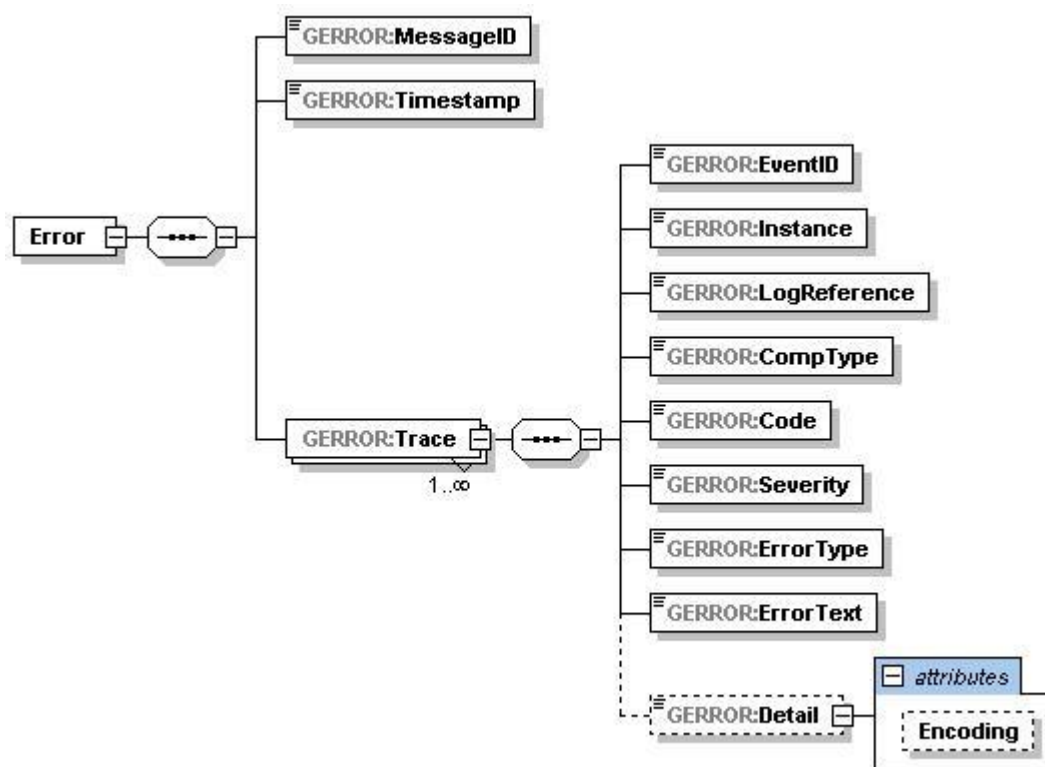 GERROR:MessageID
GERROR:Timestamp
GERROR:EventID
GERROR:Instance
Error
GERROR:LogReference
GERROR:CompType
GERROR:Code
GERROR:Trace
1..∞
GERROR:Severity
GERROR:ErrorType
GERROR:ErrorText
attributes
GERROR:Detail
Encoding